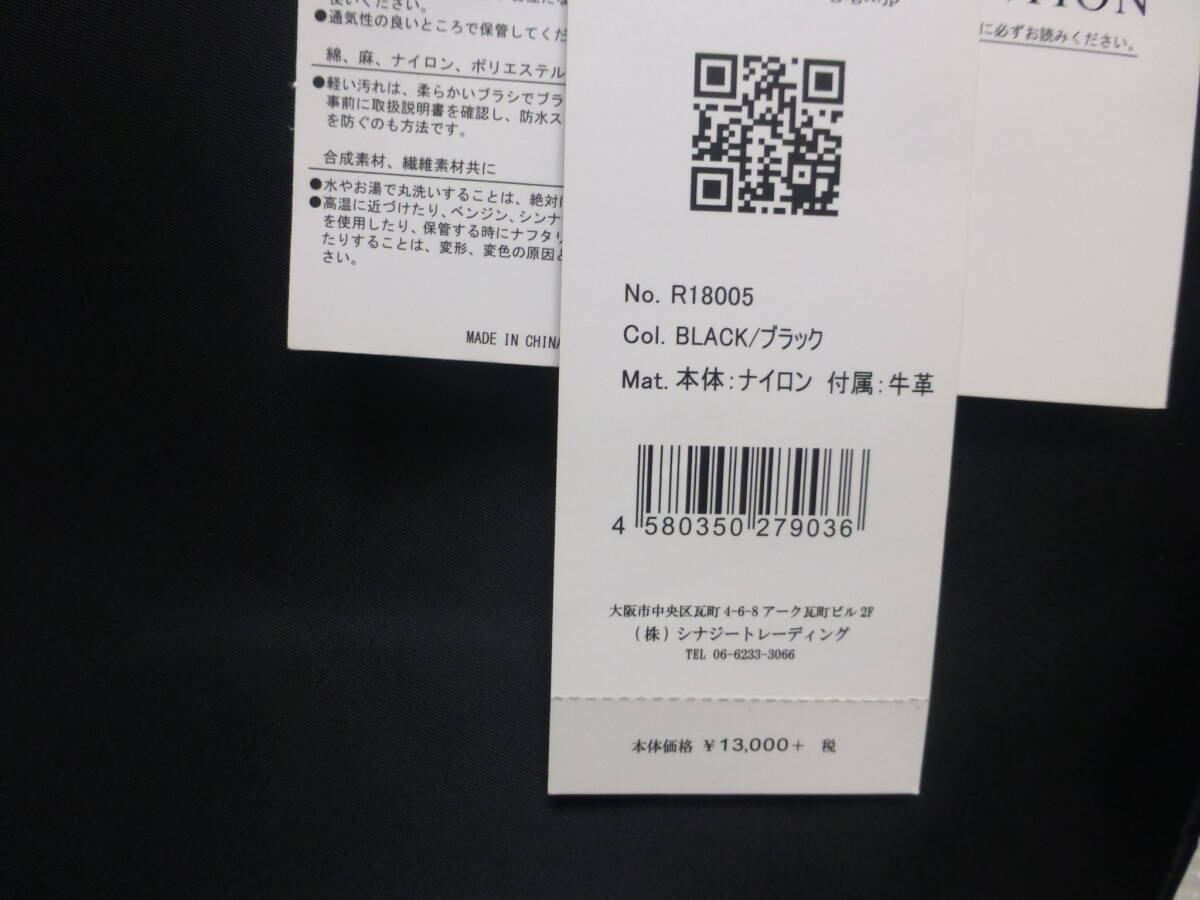 使いください。
●通気性の良いところで保管してくだ
綿、麻、ナイロン、ポリエステル
●軽い汚れは、柔らかいブラシでブラ
事前に取扱説明書を確認し、防水ス
を防ぐのも方法です。
合成素材、繊維素材共に
●水やお湯で丸洗いすることは、絶対に
●高温に近づけたり、ベンジン、シンナ
を使用したり、保管する時にナフタリ
たりすることは、変形、変色の原因と
さい。
MADE IN CHINA
に必ずお読みください。
No. R18005
Col. BLACK/ブラック
Mat. 本体:ナイロン 付属:牛革
4 580350 279036
大阪市中央区瓦町 4-6-8 アーク瓦町ビル 2F
（株）シナジートレーディング
TEL 06-6233-3066
本体価格 ¥13,000+ 税